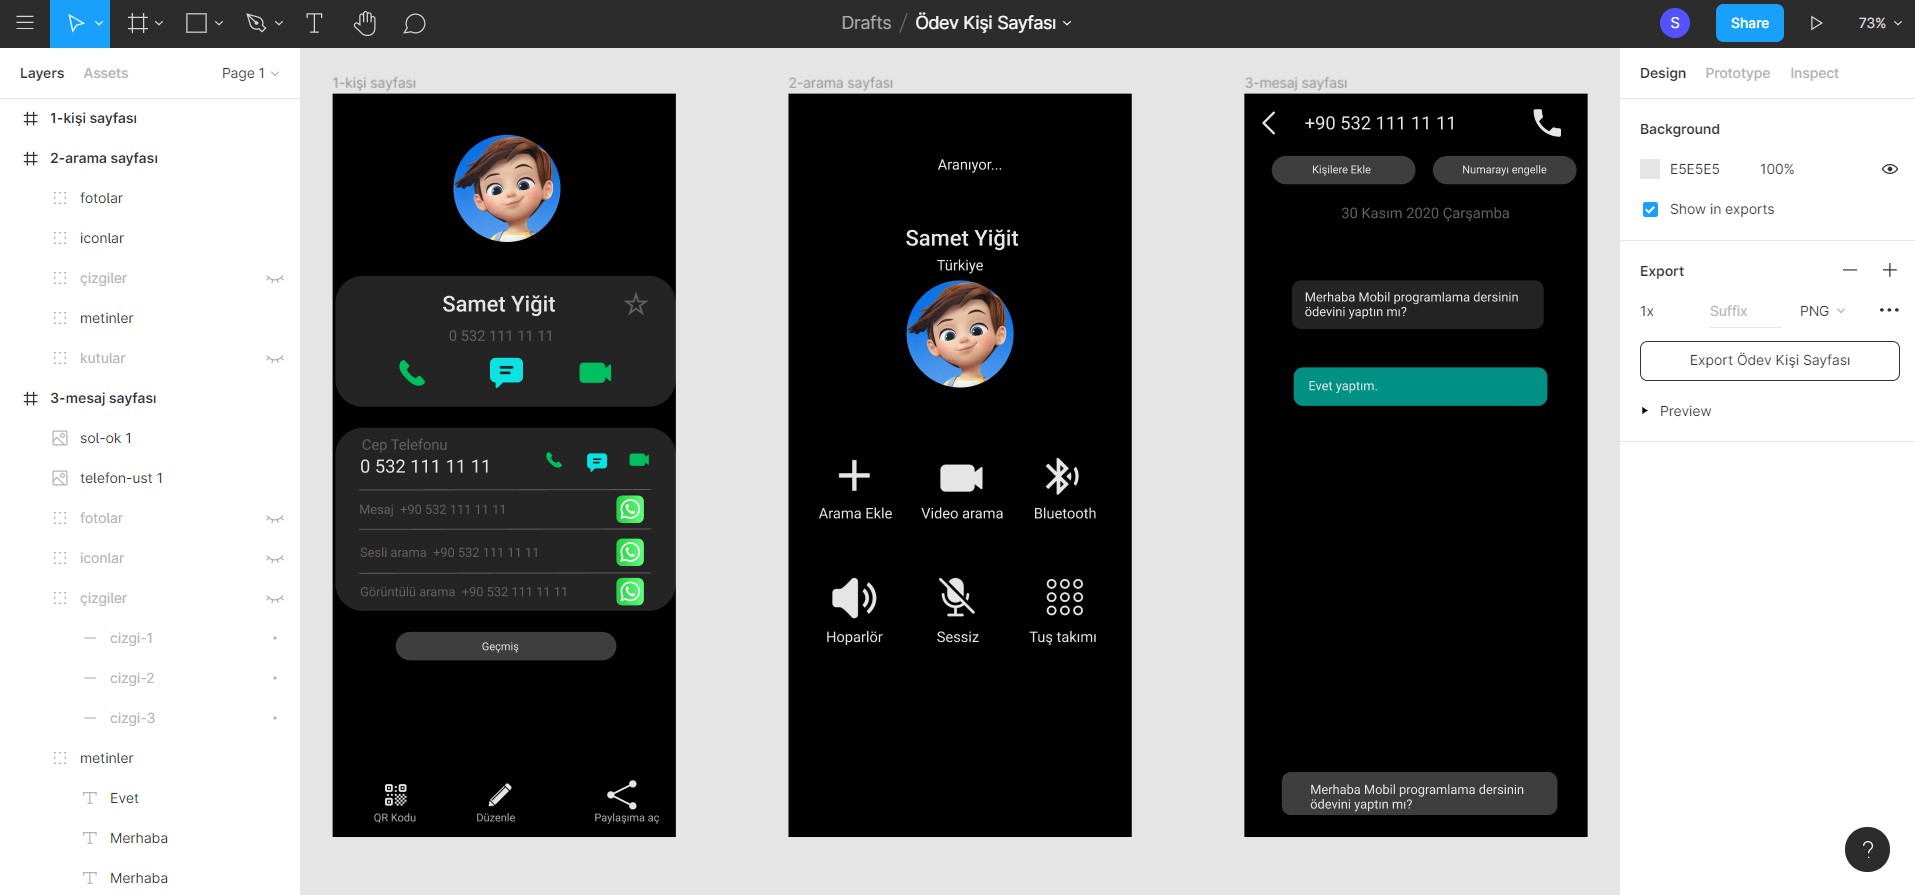 Drafts / Ödev Kişi Sayfası
S
Share
73%
Layers
Assets
Page 1
1-kişi sayfası
2-arama sayfası
fotolar
iconlar
çizgiler
metinler
kutular
3-mesaj sayfası
sol-ok 1
telefon-ust 1
fotolar
iconlar
çizgiler
cizgi-1
cizgi-2
cizgi-3
metinler
Evet
Merhaba
Merhaba
1-kişi sayfası
Samet Yiğit
0 532 111 11 11
Cep Telefonu
0 532 111 11 11
Mesaj +90 532 111 11 11
Sesli arama +90 532 111 11 11
Görüntülü arama +90 532 111 11 11
Geçmiş
QR Kodu
Düzenle
Paylaşıma aç
2-arama sayfası
Aranıyor...
Samet Yiğit
Türkiye
Arama Ekle
Video arama
Bluetooth
Hoparlör
Sessiz
Tuş takımı
3-mesaj sayfası
+90 532 111 11 11
Kişilere Ekle
Numarayı engelle
30 Kasım 2020 Çarşamba
Merhaba Mobil programlama dersinin
ödevini yaptın mı?
Evet yaptım.
Merhaba Mobil programlama dersinin
ödevini yaptın mı?
Design
Prototype
Inspect
Background
E5E5E5
100%
Show in exports
Export
1x
Suffix
PNG
Export Ödev Kişi Sayfası
Preview
?